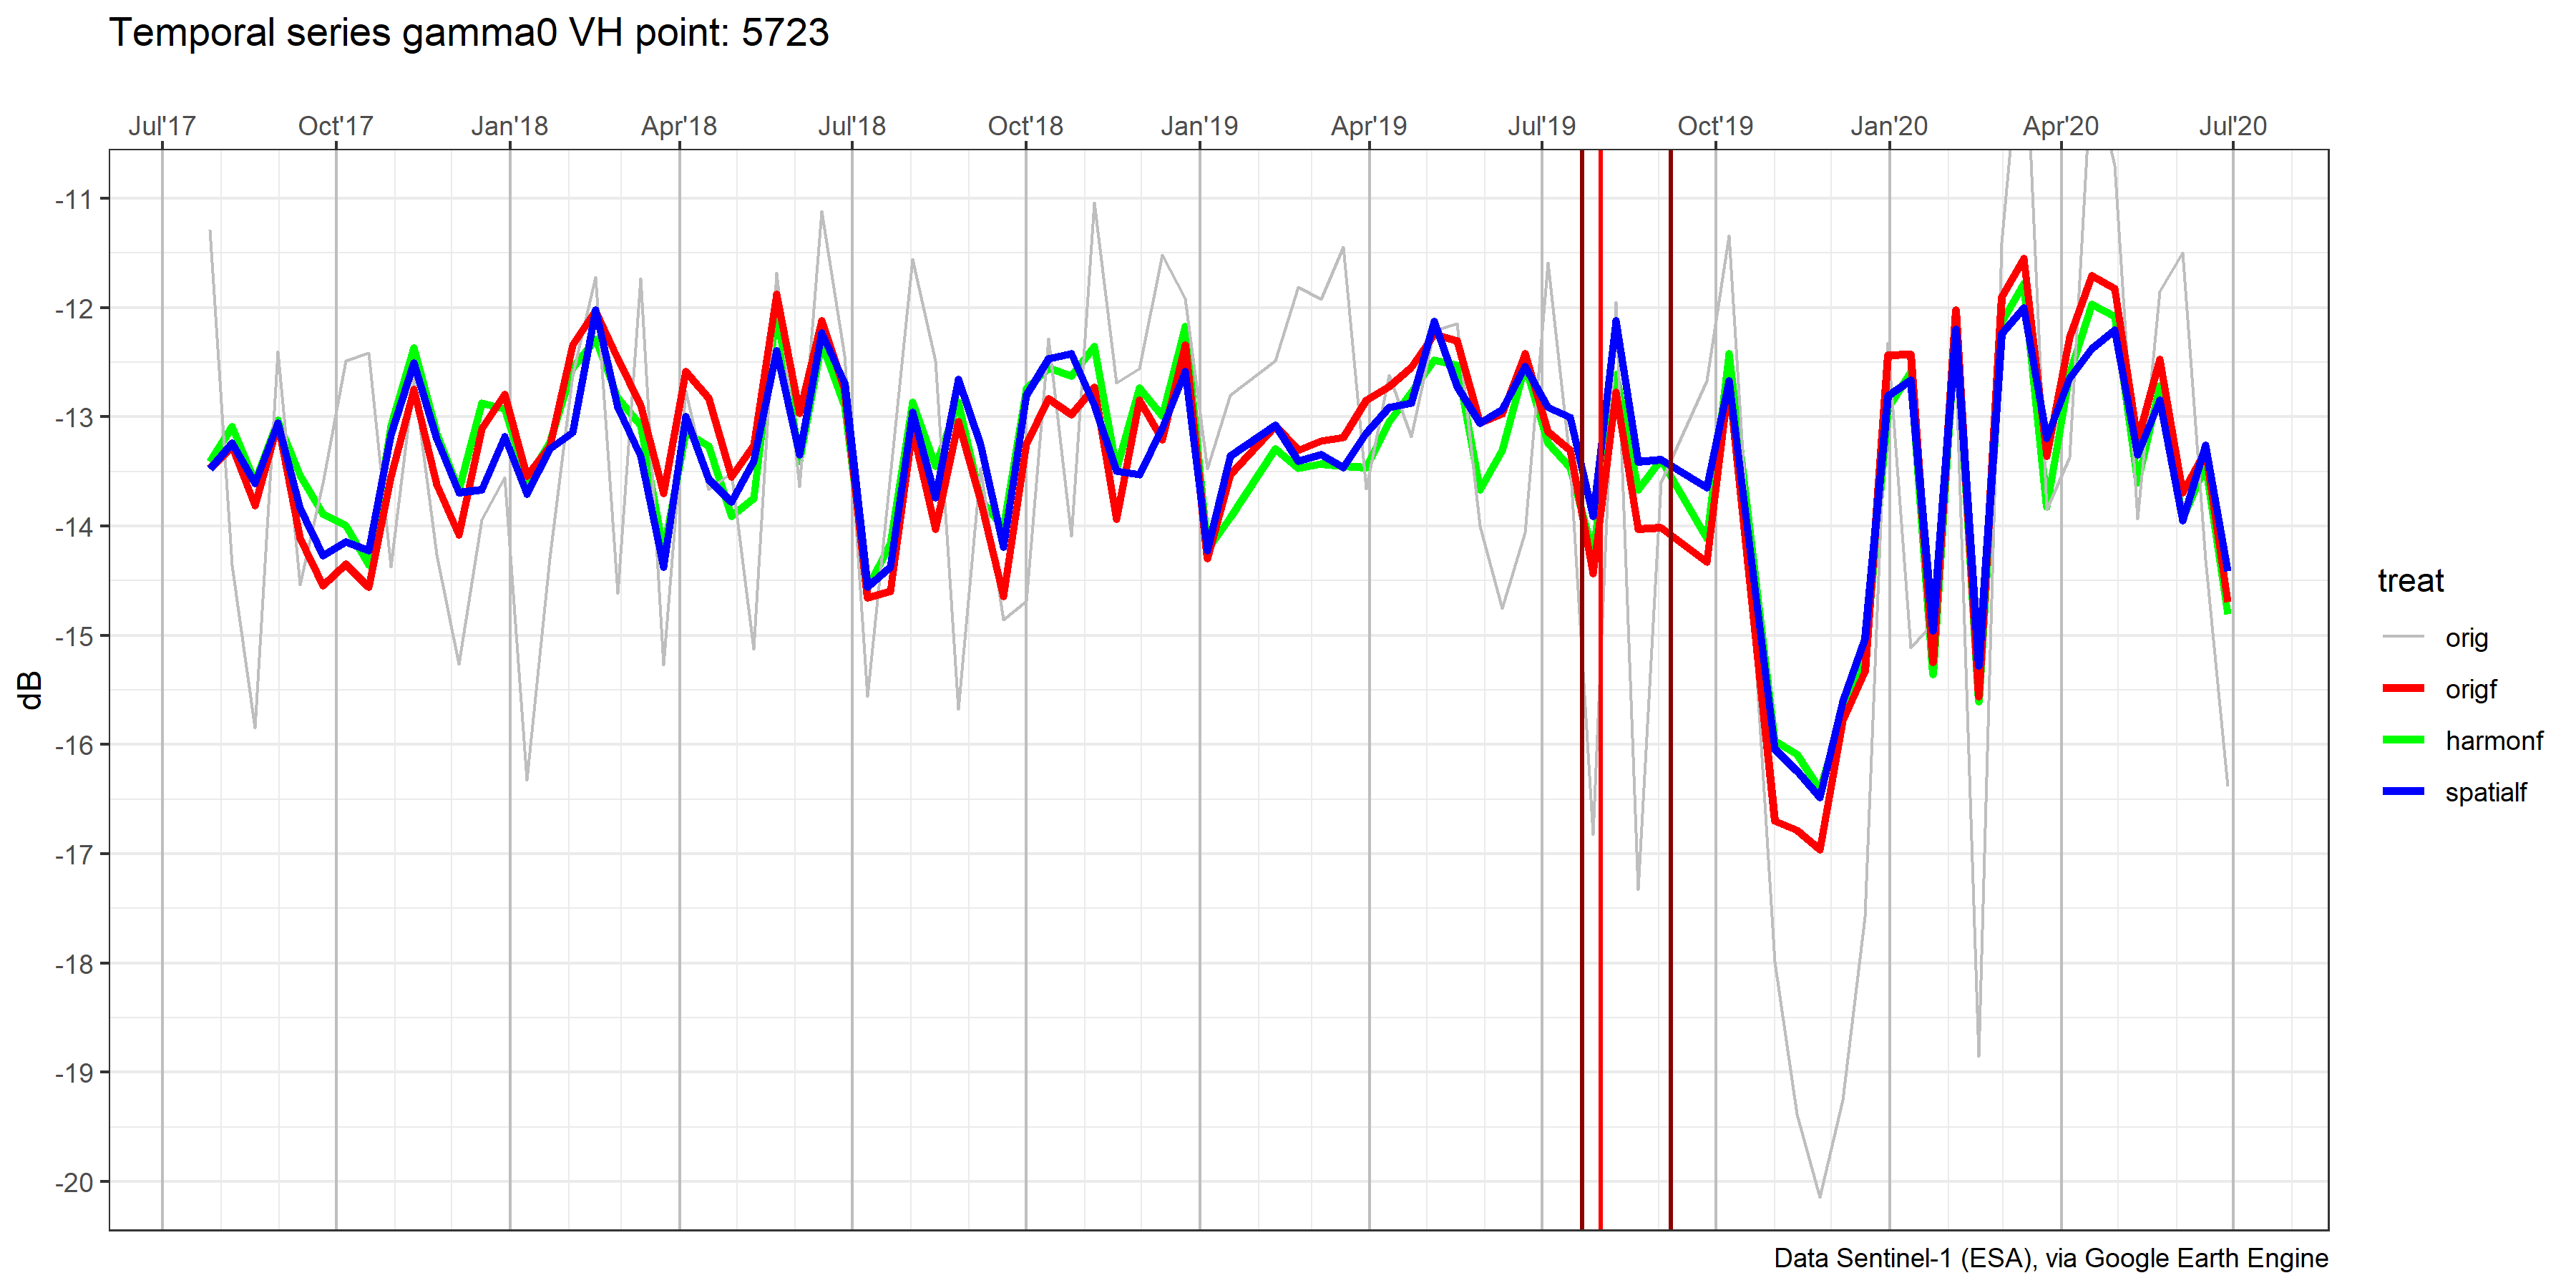 Temporal series gamma0 VH point: 5723
Jul'17 Oct'17 Jan'18 Apr'18 Jul'18 Oct'18 Jan'19 Apr'19 Jul'19 Oct'19 Jan'20 Apr'20 Jul'20
-11
-12
-13
-14
-15
-16
-17
-18
-19
-20
dB
treat
orig
origf
harmonf
spatialf
Data Sentinel-1 (ESA), via Google Earth Engine